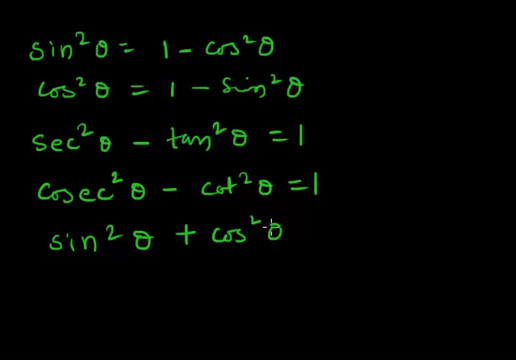 sin²θ = 1 - cos²θ
cos²θ = 1 - sin²θ
sec²θ - tan²θ = 1
cosec²θ - cot²θ = 1
sin²θ + cos²θ